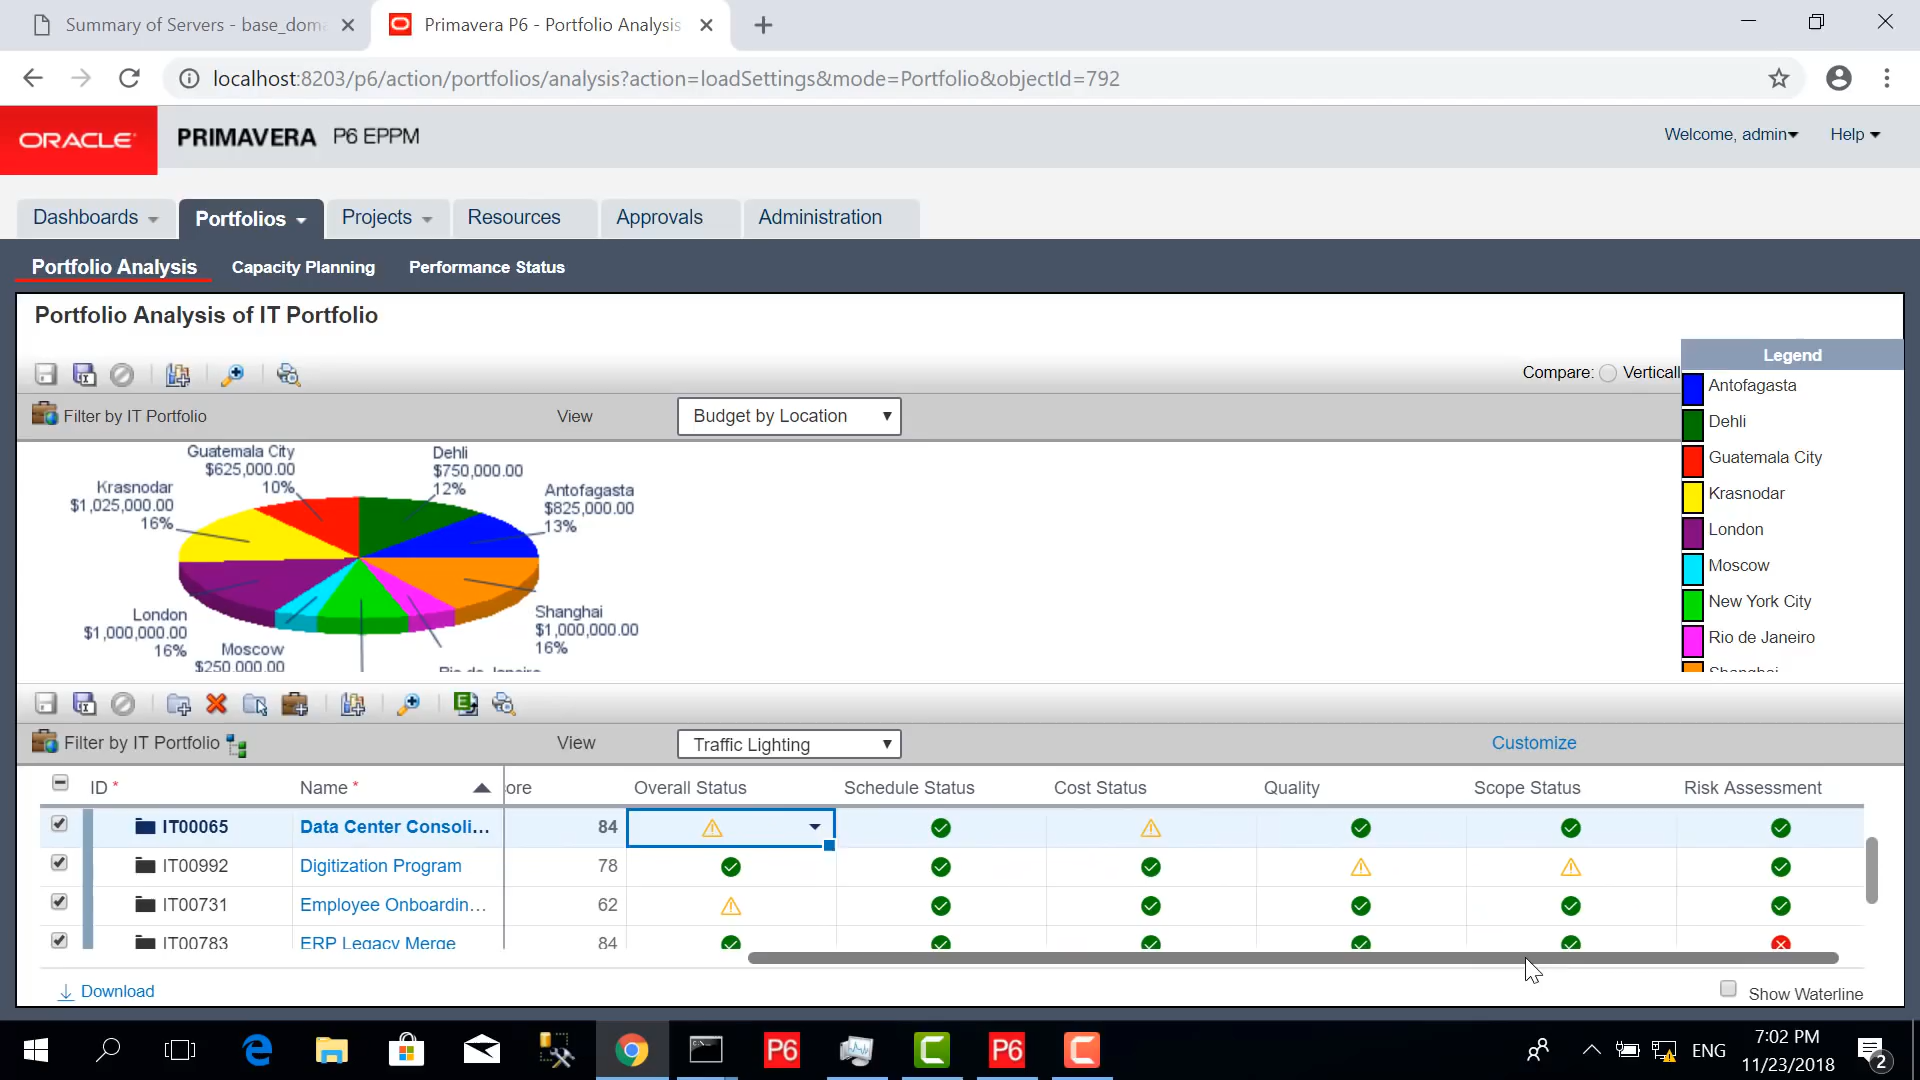 Summary of Servers - base_dom
Primavera P6 - Portfolio Analysis
localhost:8203/p6/action/portfolios/analysis?action=loadSettings&mode=Portfolio&objectId=792
ORACLE
PRIMAVERA P6 EPPM
Welcome, admin
Help
Dashboards
Portfolios
Projects
Resources
Approvals
Administration
Portfolio Analysis
Capacity Planning
Performance Status
Portfolio Analysis of IT Portfolio
Compare:
Verticall
Filter by IT Portfolio
View
Budget by Location
Legend
Antofagasta
Dehli
Guatemala City
Krasnodar
London
Moscow
New York City
Rio de Janeiro
Shanghai
Guatemala City
$625,000.00
10%
Dehli
$750,000.00
12%
Krasnodar
$1,025,000.00
16%
Antofagasta
$825,000.00
13%
London
$1,000,000.00
16%
Moscow
$250,000.00
Rio de Janeiro
Shanghai
$1,000,000.00
16%
Filter by IT Portfolio
View
Traffic Lighting
Customize
ID * Name * ore Overall Status Schedule Status Cost Status Quality Scope Status Risk Assessment
IT00065 Data Center Consoli... 84
IT00992 Digitization Program 78
IT00731 Employee Onboardin... 62
IT00783 ERP Legacy Merge 84
Download
Show Waterline
P6
P6
ENG
7:02 PM
11/23/2018
2